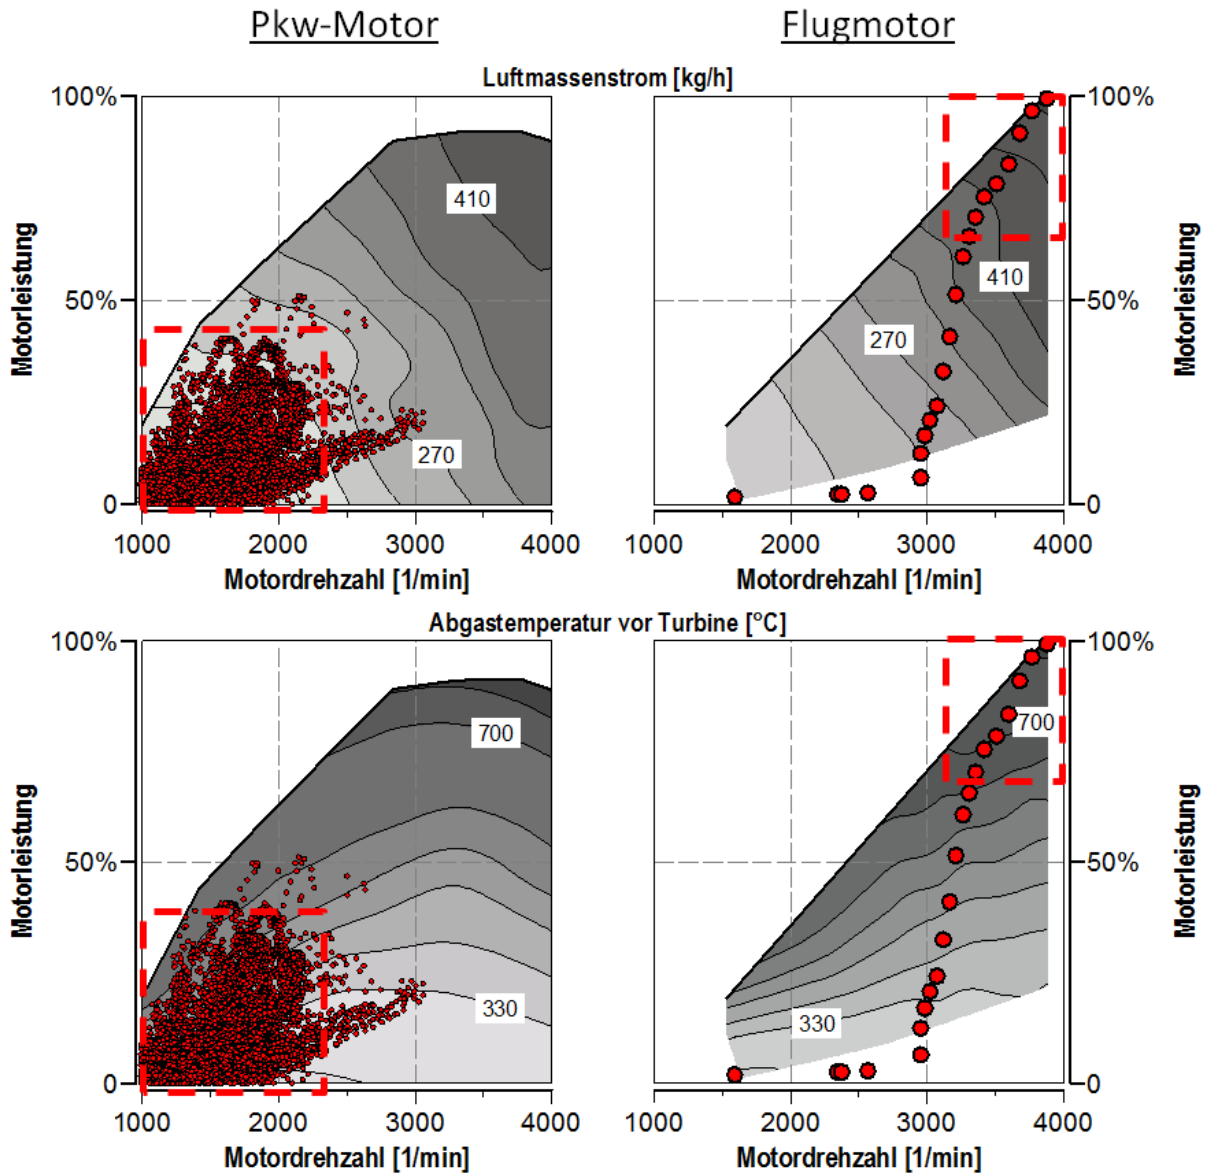 Pkw-Motor
Flugmotor
Luftmassenstrom [kg/h]
100%
50%
0
Motorleistung
410
270
1000 2000 3000 4000
Motordrehzahl [1/min]
410
270
100%
50%
0
Motorleistung
1000 2000 3000 4000
Motordrehzahl [1/min]
Abgastemperatur vor Turbine [°C]
100%
50%
0
Motorleistung
700
330
1000 2000 3000 4000
Motordrehzahl [1/min]
700
330
100%
50%
0
Motorleistung
1000 2000 3000 4000
Motordrehzahl [1/min]